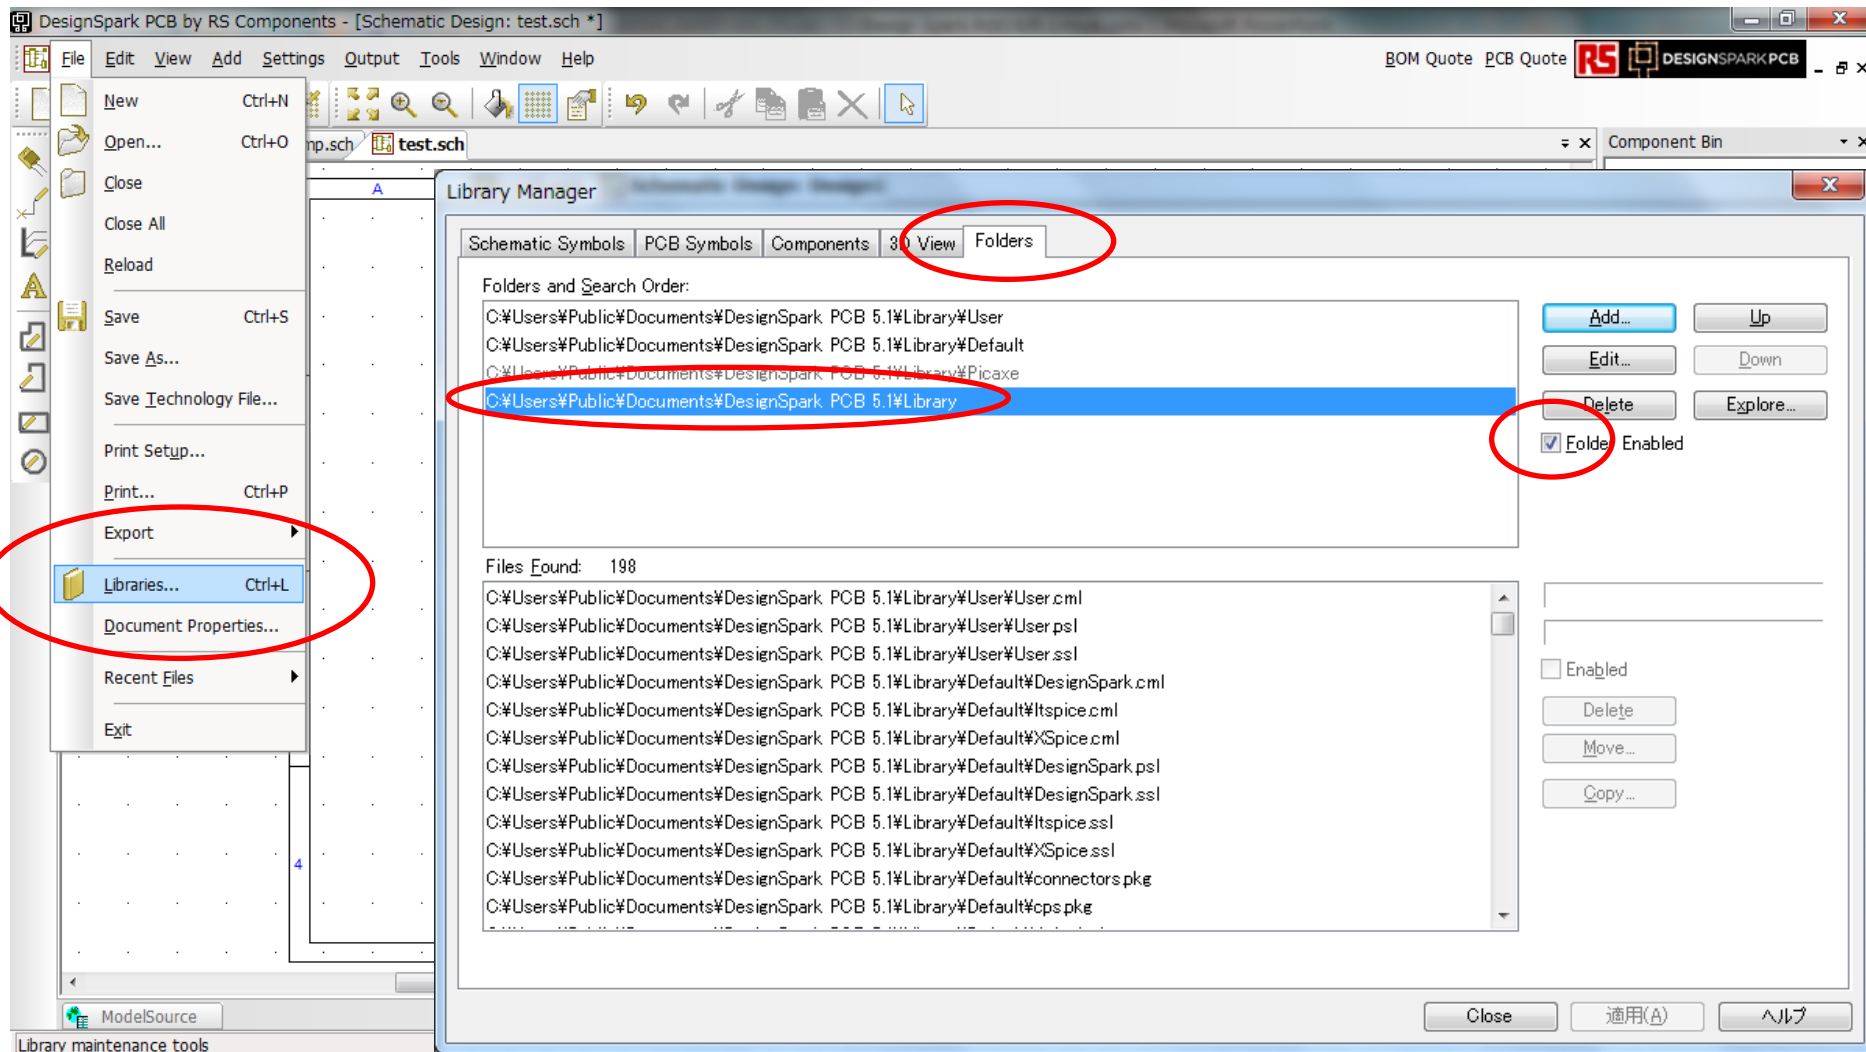 DesignSpark PCB by RS Components - [Schematic Design: test.sch *]
File Edit View Add Settings Output Tools Window Help
BOM Quote PCB Quote RS DESIGNSPARK PCB
New Ctrl+N
Open... Ctrl+O
Close
Close All
Reload
Save Ctrl+S
Save As...
Save Technology File...
Print Setup...
Print... Ctrl+P
Export
Libraries... Ctrl+L
Document Properties...
Recent Files
Exit
mp.sch test.sch
Component Bin
A
4
Library Manager
Schematic Symbols PCB Symbols Components 3D View Folders
Folders and Search Order:
C:¥Users¥Public¥Documents¥DesignSpark PCB 5.1¥Library¥User
C:¥Users¥Public¥Documents¥DesignSpark PCB 5.1¥Library¥Default
C:¥Users¥Public¥Documents¥DesignSpark PCB 5.1¥Library¥Picaxe
C:¥Users¥Public¥Documents¥DesignSpark PCB 5.1¥Library
Add... Up
Edit... Down
Delete Explore...
Folder Enabled
Files Found: 198
C:¥Users¥Public¥Documents¥DesignSpark PCB 5.1¥Library¥User¥User.cml
C:¥Users¥Public¥Documents¥DesignSpark PCB 5.1¥Library¥User¥User.psl
C:¥Users¥Public¥Documents¥DesignSpark PCB 5.1¥Library¥User¥User.ssl
C:¥Users¥Public¥Documents¥DesignSpark PCB 5.1¥Library¥Default¥DesignSpark.cml
C:¥Users¥Public¥Documents¥DesignSpark PCB 5.1¥Library¥Default¥ltspice.cml
C:¥Users¥Public¥Documents¥DesignSpark PCB 5.1¥Library¥Default¥XSpice.cml
C:¥Users¥Public¥Documents¥DesignSpark PCB 5.1¥Library¥Default¥DesignSpark.psl
C:¥Users¥Public¥Documents¥DesignSpark PCB 5.1¥Library¥Default¥DesignSpark.ssl
C:¥Users¥Public¥Documents¥DesignSpark PCB 5.1¥Library¥Default¥ltspice.ssl
C:¥Users¥Public¥Documents¥DesignSpark PCB 5.1¥Library¥Default¥XSpice.ssl
C:¥Users¥Public¥Documents¥DesignSpark PCB 5.1¥Library¥Default¥connectors.pkg
C:¥Users¥Public¥Documents¥DesignSpark PCB 5.1¥Library¥Default¥cps.pkg
Enabled
Delete
Move...
Copy...
Close 適用(A) ヘルプ
ModelSource
Library maintenance tools